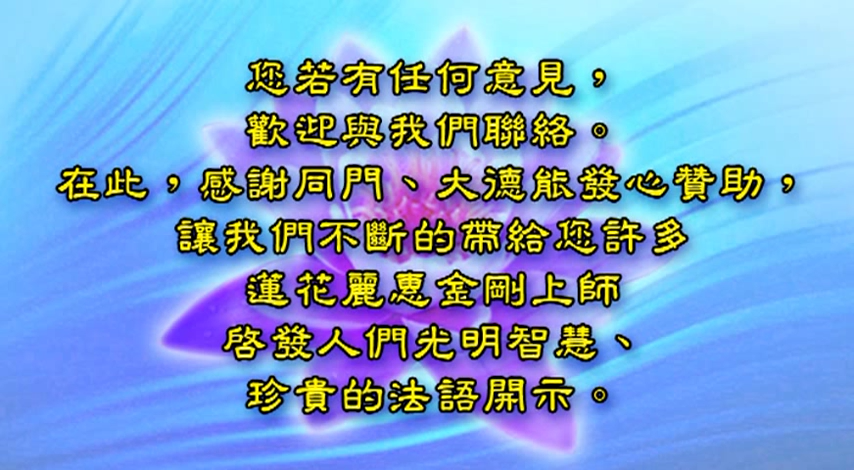 您若有任何意見，
歡迎與我們聯絡。
在此，感謝同門、大德能發心贊助，
讓我們不斷的帶給您許多
蓮花麗惠金剛上師
啓發人們光明智慧、
珍貴的法語開示。